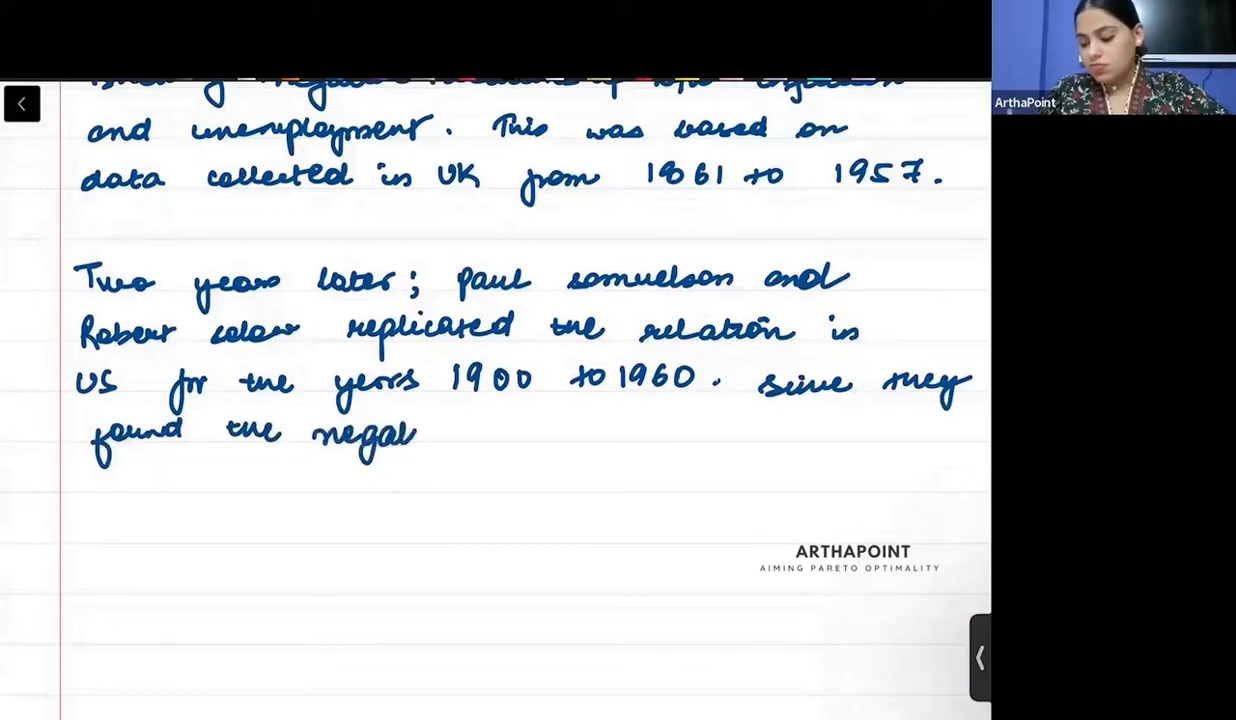 ArthaPoint
and unemployment. This was based on
data collected in UK from 1861 to 1957.
Two years later; Paul Samuelson and
Robert Solow replicated the relation in
US for the years 1900 to 1960. Since they
found the negat
ARTHAPOINT
AIMING PARETO OPTIMALITY